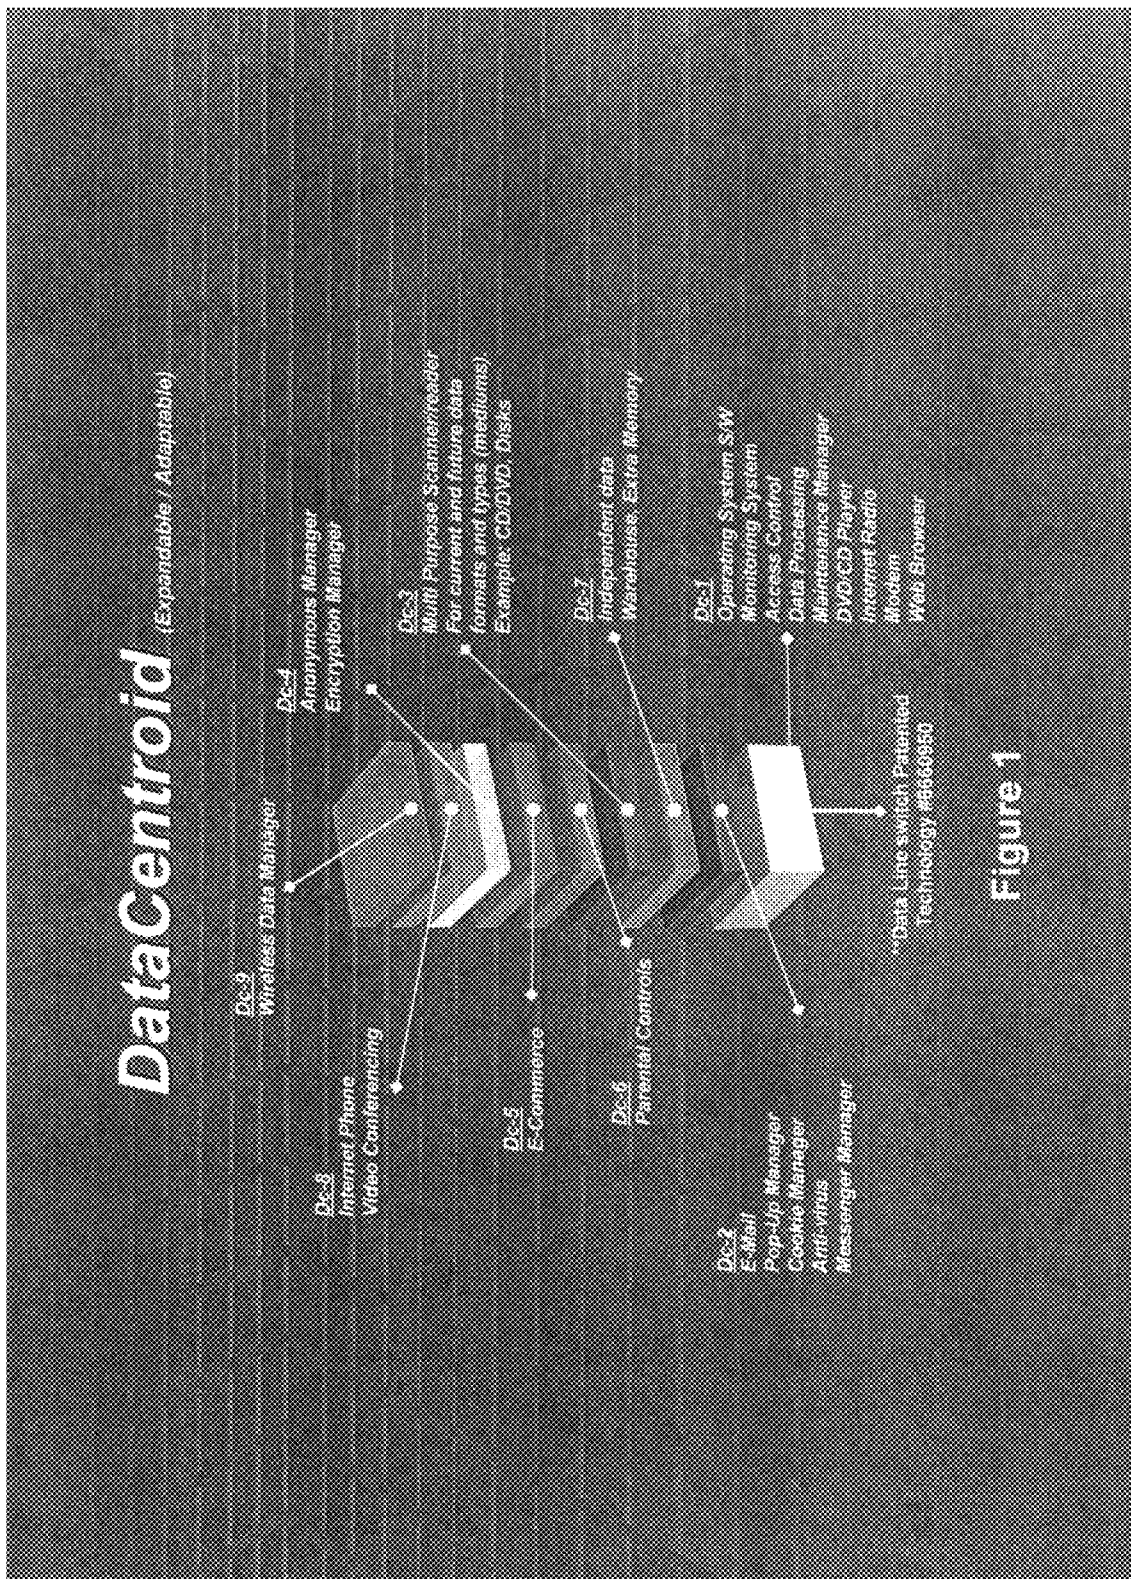 DataCentroid (Expandable / Adaptable)
Dc-9
Wireless Data Manager
Dc-4
Anonymous Manager
Encryption Manager
Dc-8
Internet Phone
Video Conferencing
Dc-3
Multi Purpose Scannerreader
For current and future data
formats and types (mediums).
Example: CD/DVD, Disks
Dc-5
E-Commerce
Dc-7
Independent data
Warehouse. Extra Memory.
Dc-6
Parental Controls
Dc-1
Operating System S/W
Monitoring System
Access Control
Data Processing
Maintenance Manager
DVD/CD Player
Internet Radio
Modem
Web Browser
Dc-2
E-Mail
Pop-Up Manager
Cookie Manager
Anti-virus
Messenger Manager
**Data Line switch Patented
Technology #6660950
Figure 1